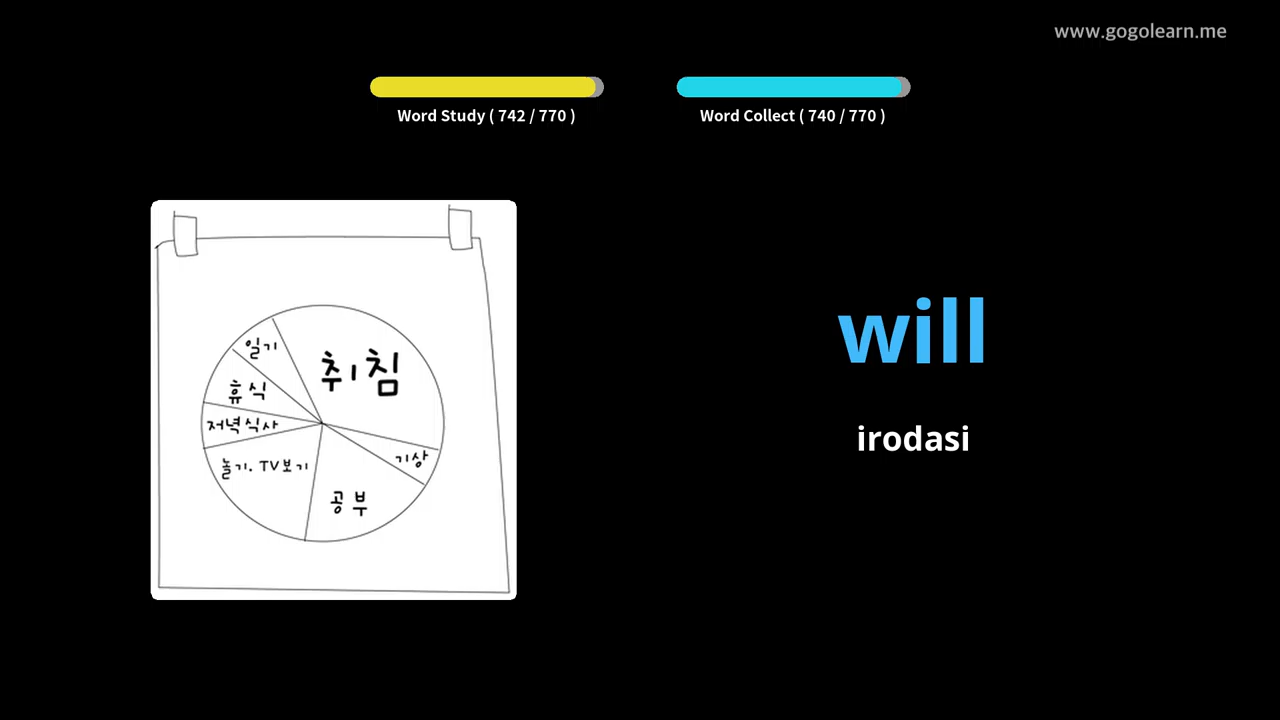 www.gogolearn.me
Word Study ( 742 / 770 )
Word Collect ( 740 / 770 )
일기
취침
휴식
저녁식사
기상
놀기. TV보기
공부
will
irodasi